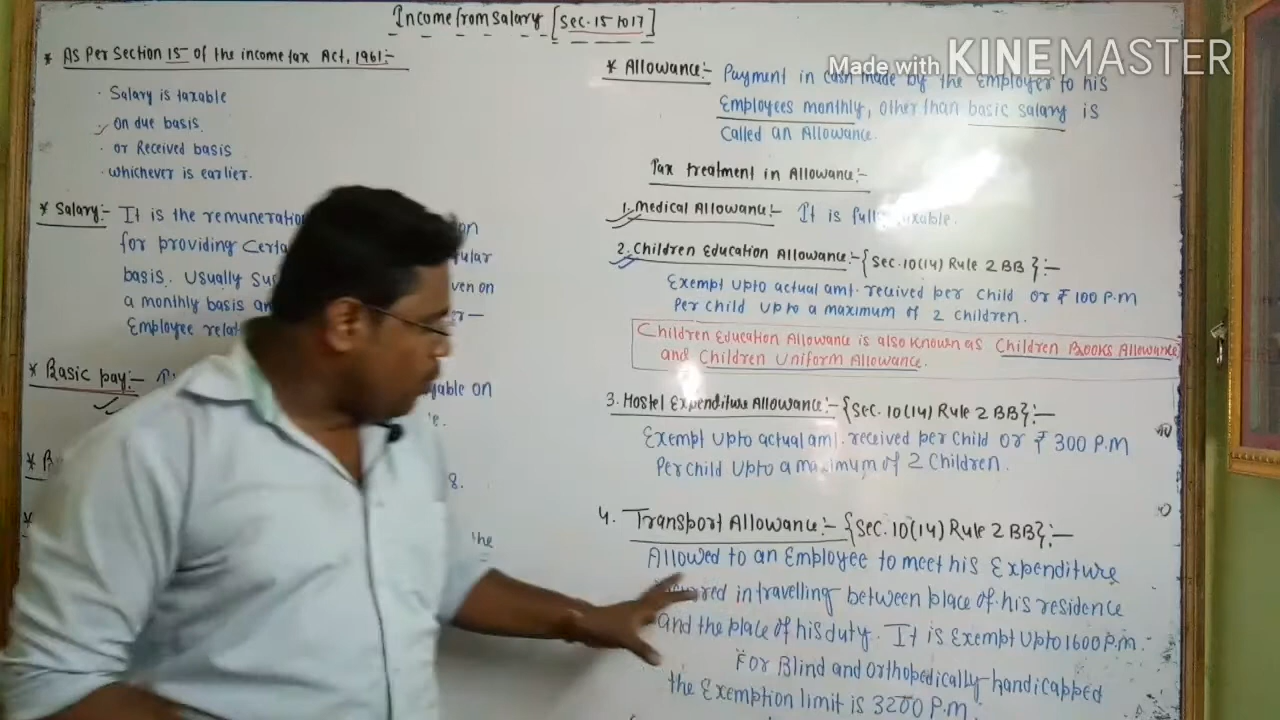 Income from Salary [Sec. 15 to 17]
* As Per Section 15 of the income tax Act, 1961:-
· Salary is taxable
· On due basis.
· or Received basis
· whichever is earlier.
* Salary:- It is the remuneration
for providing
basis. Usually
a monthly basis
Employee
* Basic pay:-
on
8.
the
Made with KINEMASTER
* Allowance:- Payment in cash made by the Employer to his
Employees monthly, other than basic salary is
Called an Allowance.
Tax treatment in Allowance:-
1. Medical Allowance:- It is fully taxable.
2. Children Education Allowance:- {Sec. 10(14) Rule 2 BB}:-
Exempt upto actual amt. received per child or ₹ 100 P.M
Per child upto a maximum of 2 children.
Children Education Allowance is also known as Children Books Allowance
and Children Uniform Allowance.
3. Hostel Expenditure Allowance:- {Sec. 10(14) Rule 2 BB}:-
Exempt upto actual amt. received per child or ₹ 300 P.M
Per child upto a maximum of 2 Children.
4. Transport Allowance:- {Sec. 10(14) Rule 2 BB}:-
Allowed to an Employee to meet his Expenditure
in travelling between place of his residence
and the place of his duty. It is Exempt upto 1600 P.m.
For Blind and orthopedically handicapped
the Exemption limit is 3200 P.M.